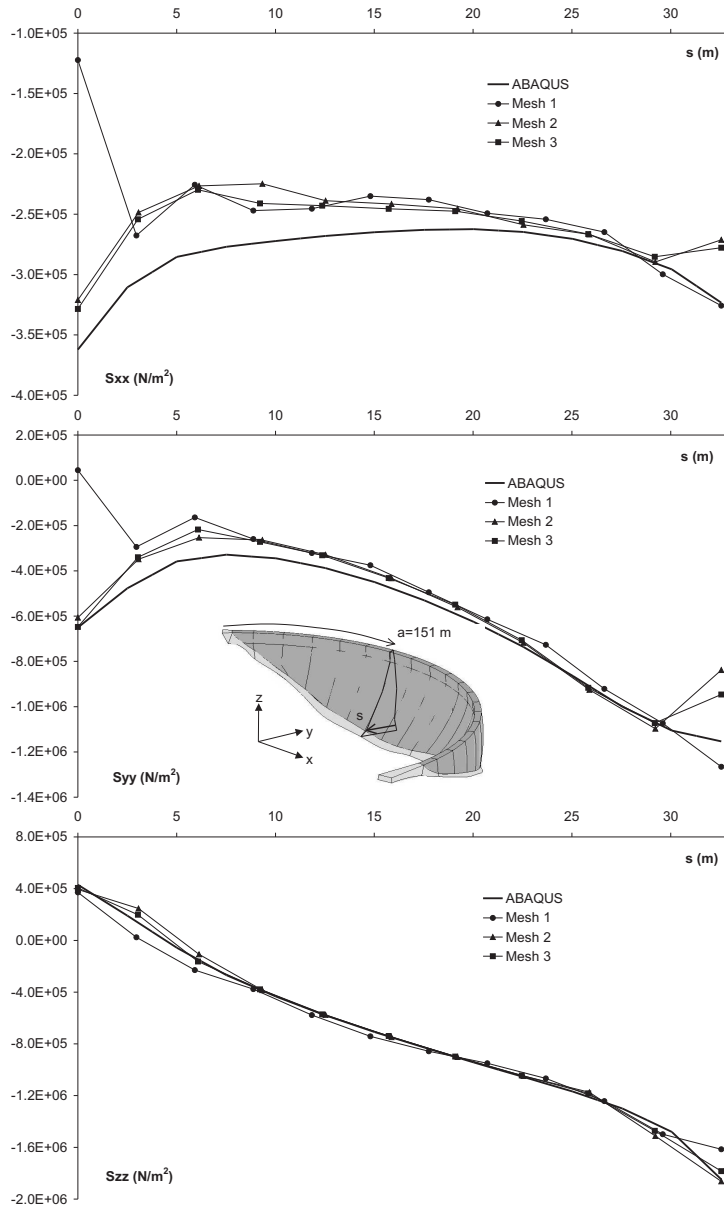 0 5 10 15 20 25 30
-1.0E+05
s (m)
-1.5E+05
-2.0E+05
-2.5E+05
-3.0E+05
-3.5E+05
-4.0E+05
ABAQUS
Mesh 1
Mesh 2
Mesh 3
Sxx (N/m²)
0 5 10 15 20 25 30
2.0E+05
s (m)
0.0E+00
-2.0E+05
-4.0E+05
-6.0E+05
-8.0E+05
-1.0E+06
-1.2E+06
-1.4E+06
ABAQUS
Mesh 1
Mesh 2
Mesh 3
a=151 m
z
s
y
x
Syy (N/m²)
0 5 10 15 20 25 30
8.0E+05
s (m)
4.0E+05
0.0E+00
-4.0E+05
-8.0E+05
-1.2E+06
-1.6E+06
-2.0E+06
ABAQUS
Mesh 1
Mesh 2
Mesh 3
Szz (N/m²)